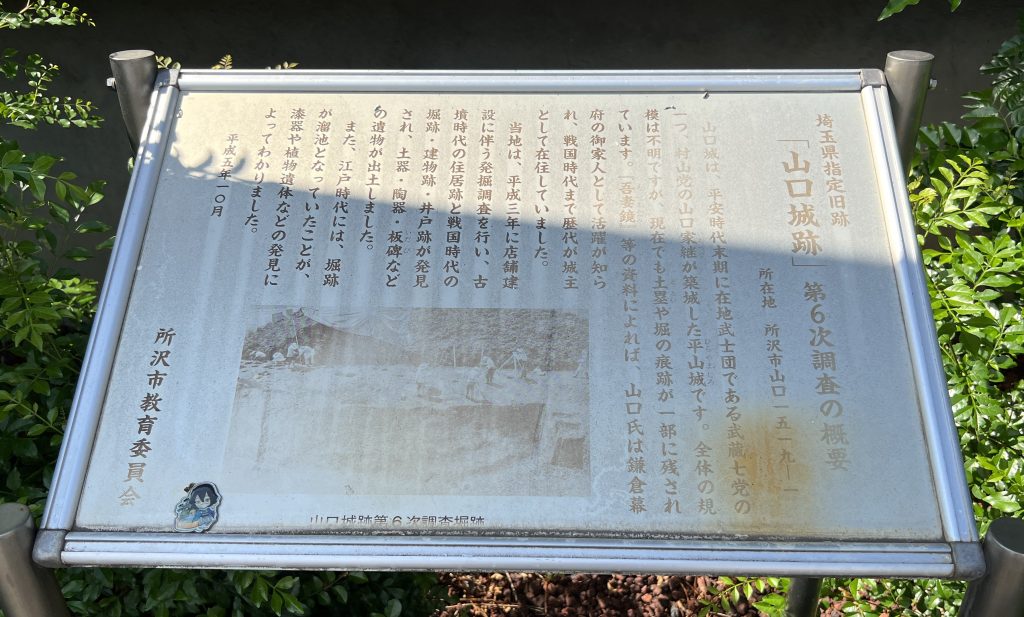 埼玉県指定旧跡
「山口城跡」第6次調査の概要
所在地　所沢市山口一五一九―一
山口城は、平安時代末期に在地武士団である武蔵七党の
一つ、村山党の山口家継が築城した平山城です。全体の規
模は不明ですが、現在でも土塁や堀の痕跡が一部に残され
ています。『吾妻鏡』等の資料によれば、山口氏は鎌倉幕
府の御家人として活躍が知ら
れ、戦国時代まで歴代が城主
として在住していました。
当地は、平成三年に店舗建
設に伴う発掘調査を行い、古
墳時代の住居跡と戦国時代の
堀跡・建物跡・井戸跡が発見
され、土器・陶器・板碑など
の遺物が出土しました。
また、江戸時代には、堀跡
が溜池となっていたことが、
漆器や植物遺体などの発見に
よってわかりました。
平成五年一〇月
所沢市教育委員会
山口城跡第6次調査堀跡